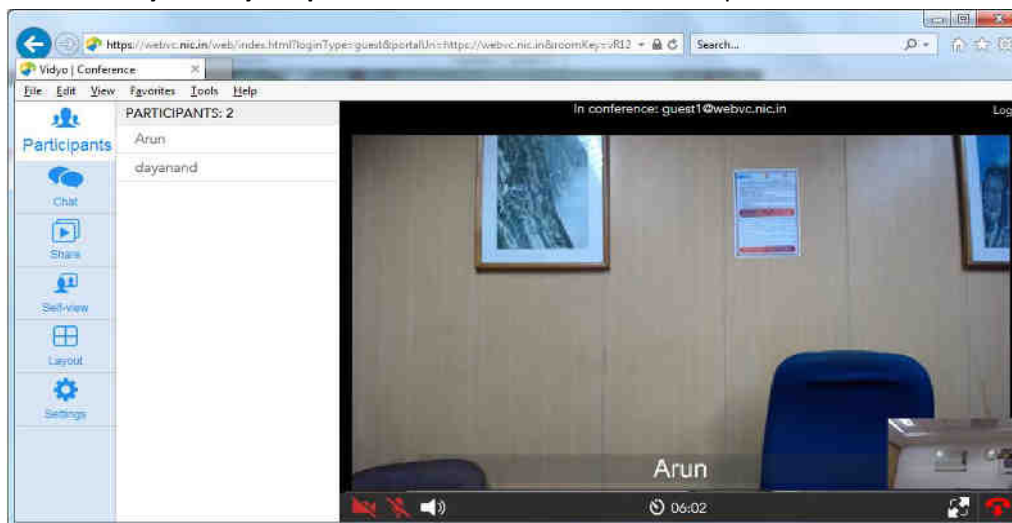 https://webvc.nic.in/web/index.html?loginType=guest&portalUri=https://webvc.nic.in&roomKey=vR12
Search...
Vidyo | Conference
File Edit View Favorites Tools Help
PARTICIPANTS: 2
In conference: guest1@webvc.nic.in
Log
Participants
Arun
dayanand
Chat
Share
Self-view
Layout
Settings
Arun
06:02